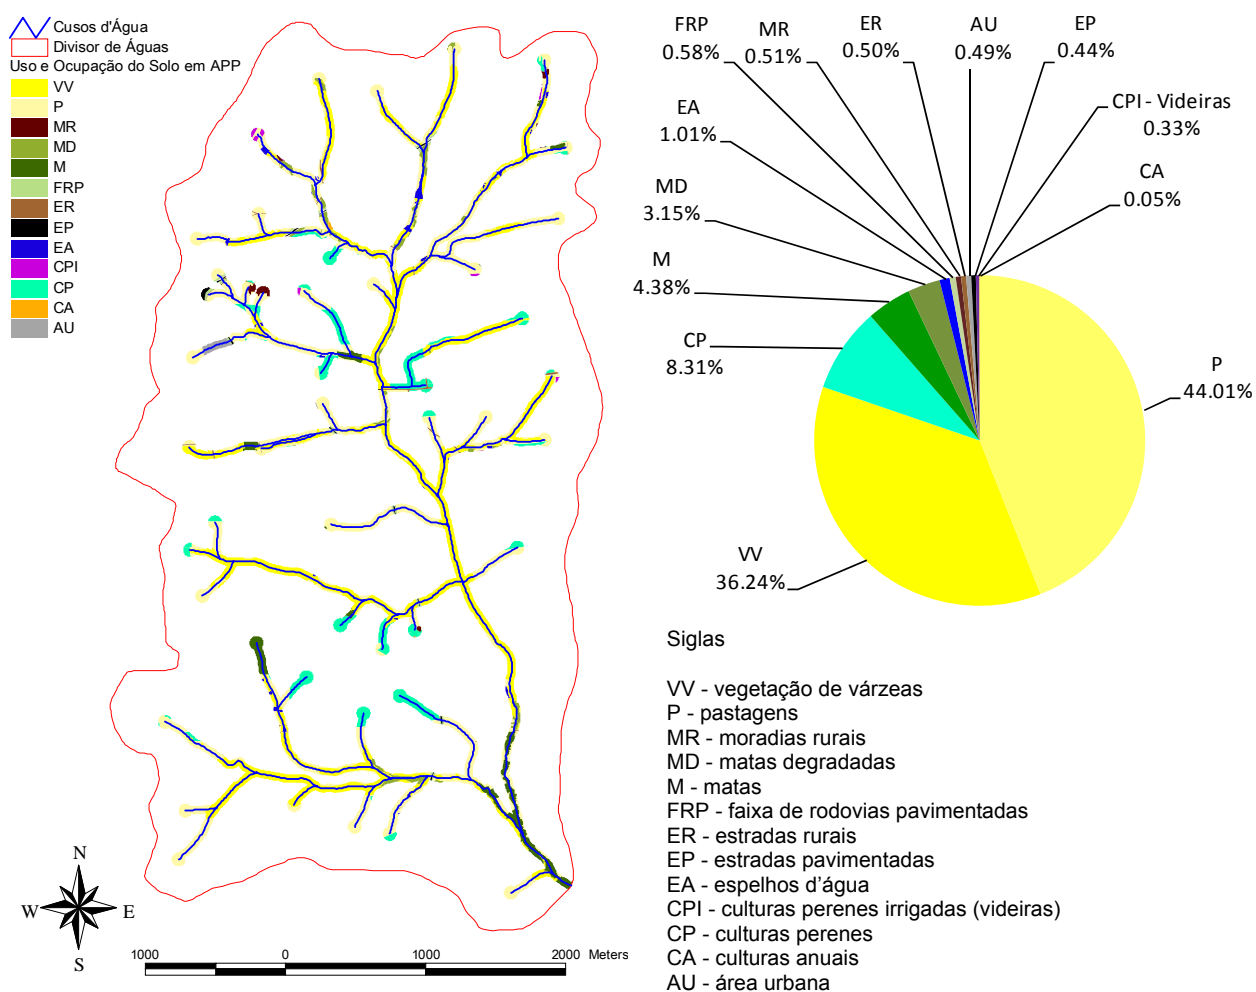 Cusos d'Água
Divisor de Águas
Uso e Ocupação do Solo em APP
VV
P
MR
MD
M
FRP
ER
EP
EA
CPI
CP
CA
AU
N
W
E
S
1000 0 1000 2000 Meters
FRP
0.58%
MR
0.51%
ER
0.50%
AU
0.49%
EP
0.44%
CPI - Videiras
0.33%
CA
0.05%
EA
1.01%
MD
3.15%
M
4.38%
CP
8.31%
P
44.01%
VV
36.24%
Siglas
VV - vegetação de várzeas
P - pastagens
MR - moradias rurais
MD - matas degradadas
M - matas
FRP - faixa de rodovias pavimentadas
ER - estradas rurais
EP - estradas pavimentadas
EA - espelhos d'água
CPI - culturas perenes irrigadas (videiras)
CP - culturas perenes
CA - culturas anuais
AU - área urbana